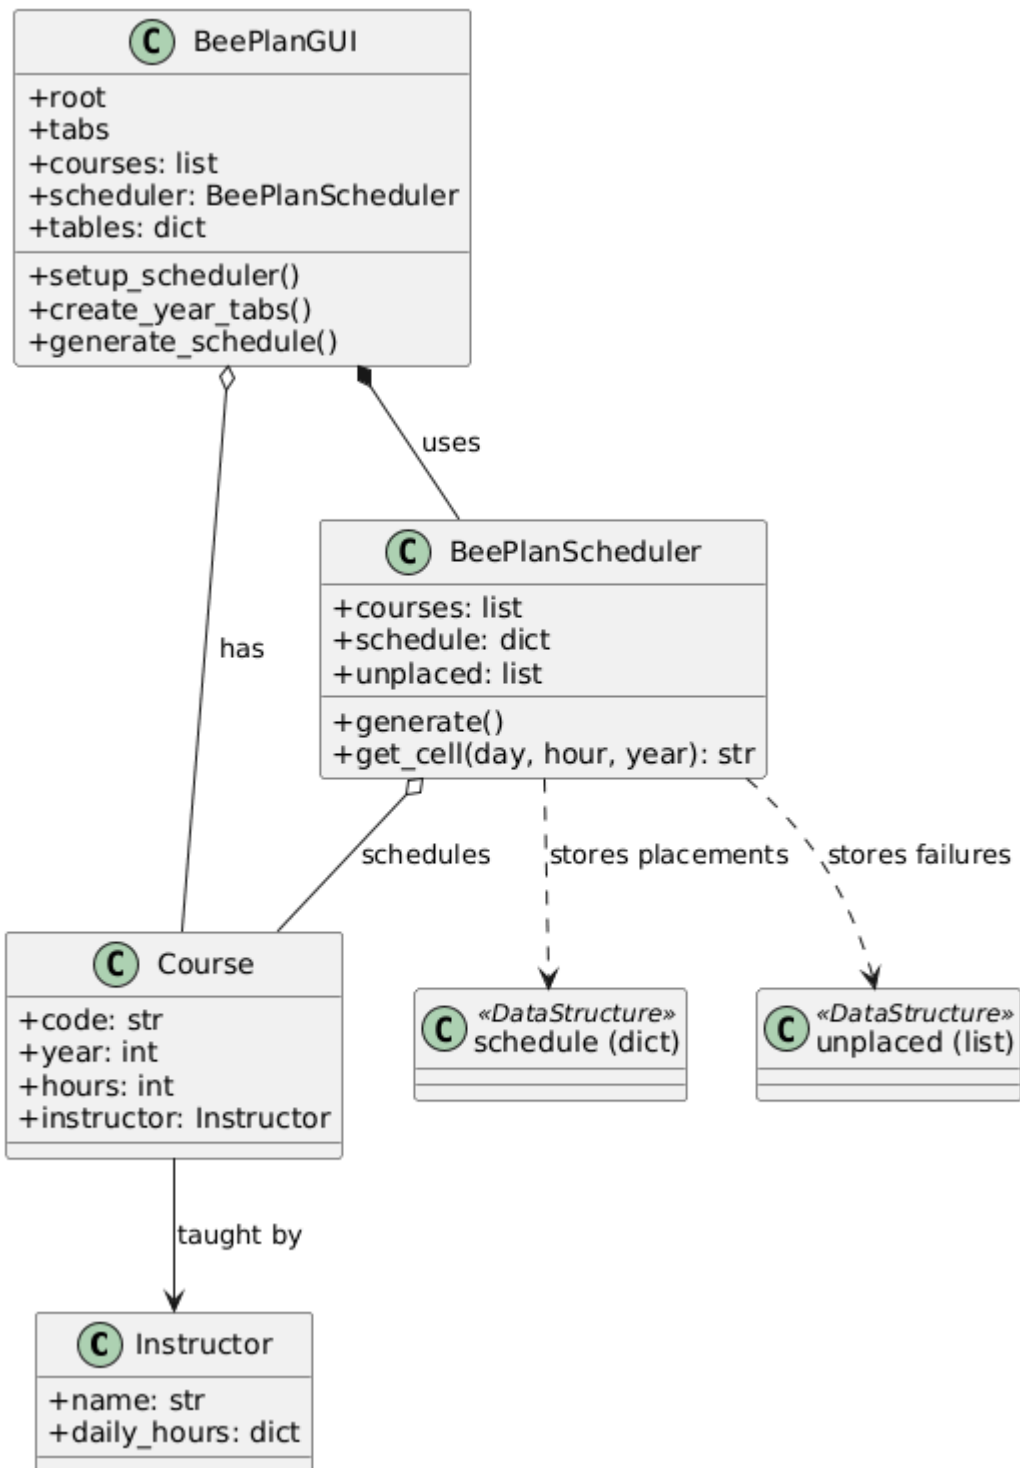 C BeePlanGUI
+root
+tabs
+courses: list
+scheduler: BeePlanScheduler
+tables: dict
+setup_scheduler()
+create_year_tabs()
+generate_schedule()
uses
C BeePlanScheduler
+courses: list
+schedule: dict
+unplaced: list
+generate()
+get_cell(day, hour, year): str
has
schedules
stores placements
stores failures
C Course
+code: str
+year: int
+hours: int
+instructor: Instructor
C «DataStructure»
schedule (dict)
C «DataStructure»
unplaced (list)
taught by
C Instructor
+name: str
+daily_hours: dict